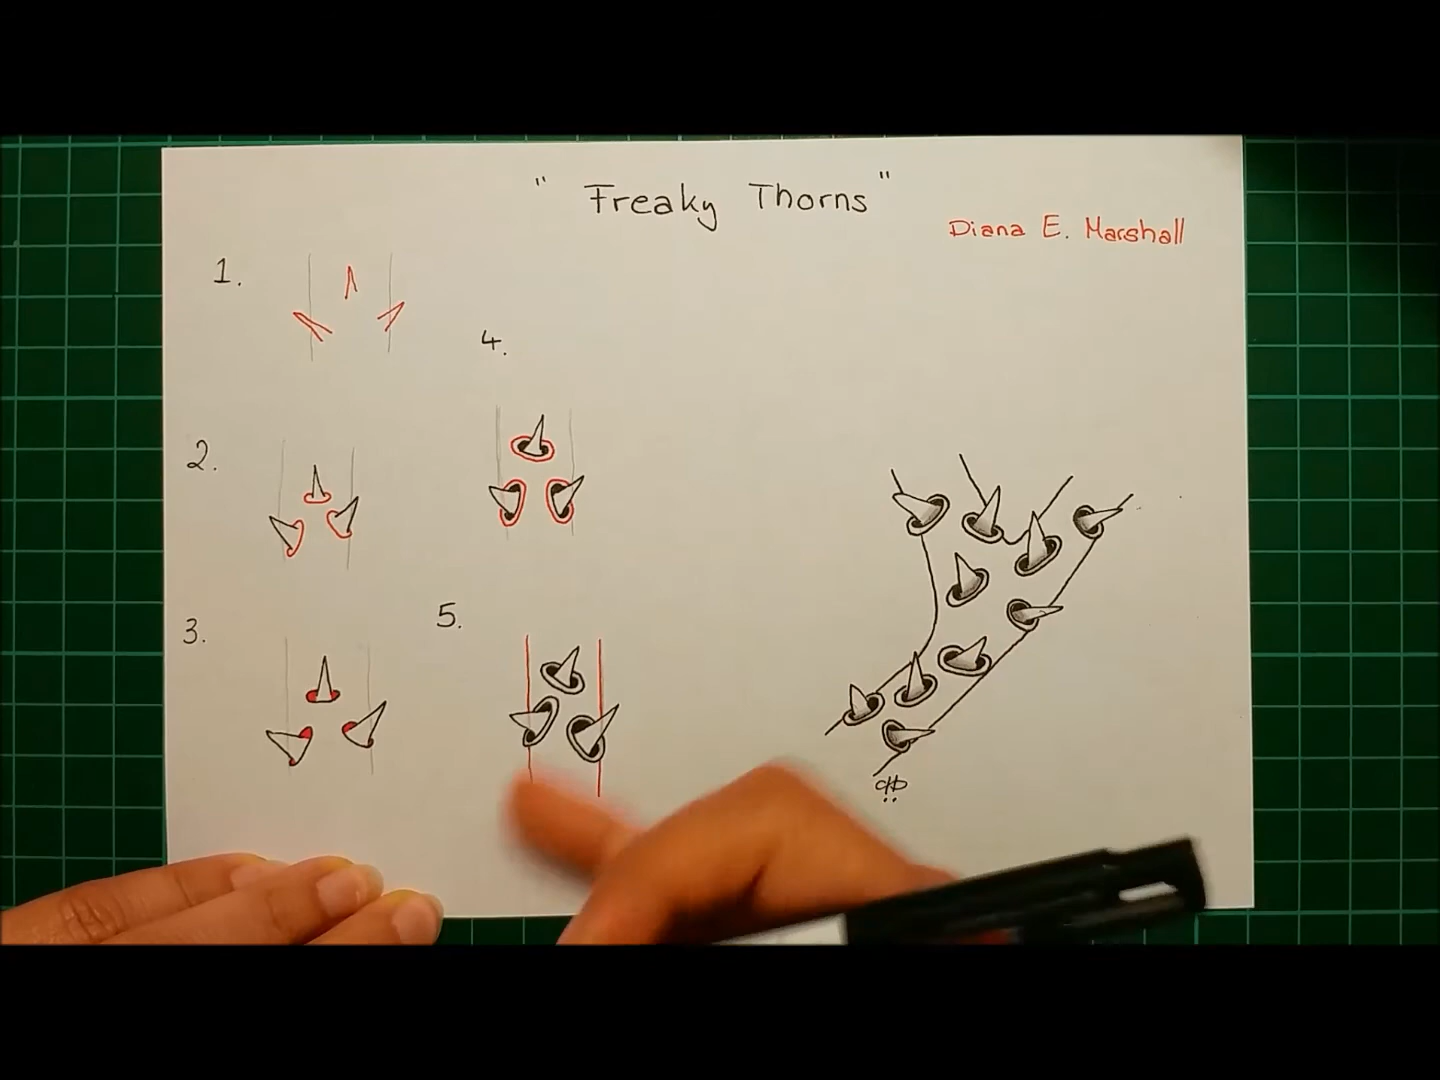 " Freaky Thorns "
Diana E. Marshall
1.
2.
3.
4.
5.